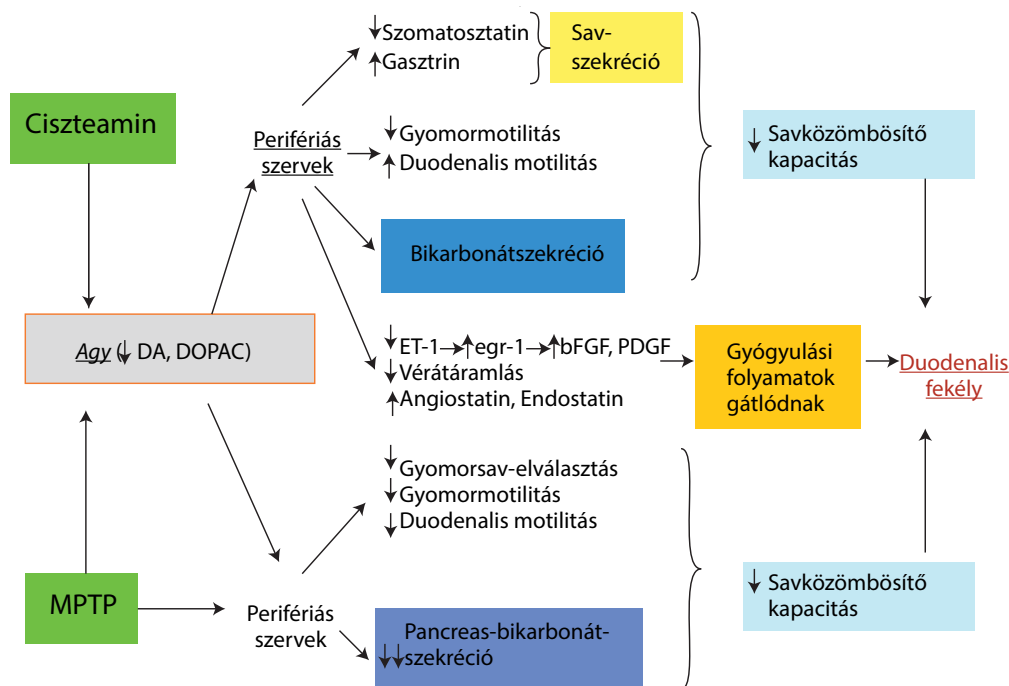 ↓Szomatosztatin
↑Gasztrin
Sav-
szekréció
Ciszteamin
Perifériás
szervek
↓Gyomormotilitás
↑Duodenalis motilitás
↓ Savközömbösítő
kapacitás
Bikarbonátszekréció
Agy (↓ DA, DOPAC)
↓ET-1→↑egr-1→↑bFGF, PDGF
↓Vérátáramlás
↑Angiostatin, Endostatin
Gyógyulási
folyamatok
gátlódnak
Duodenalis
fekély
↓Gyomorsav-elválasztás
↓Gyomormotilitás
↓Duodenalis motilitás
MPTP
Perifériás
szervek
Pancreas-bikarbonát-
↓↓szekréció
↓ Savközömbösítő
kapacitás